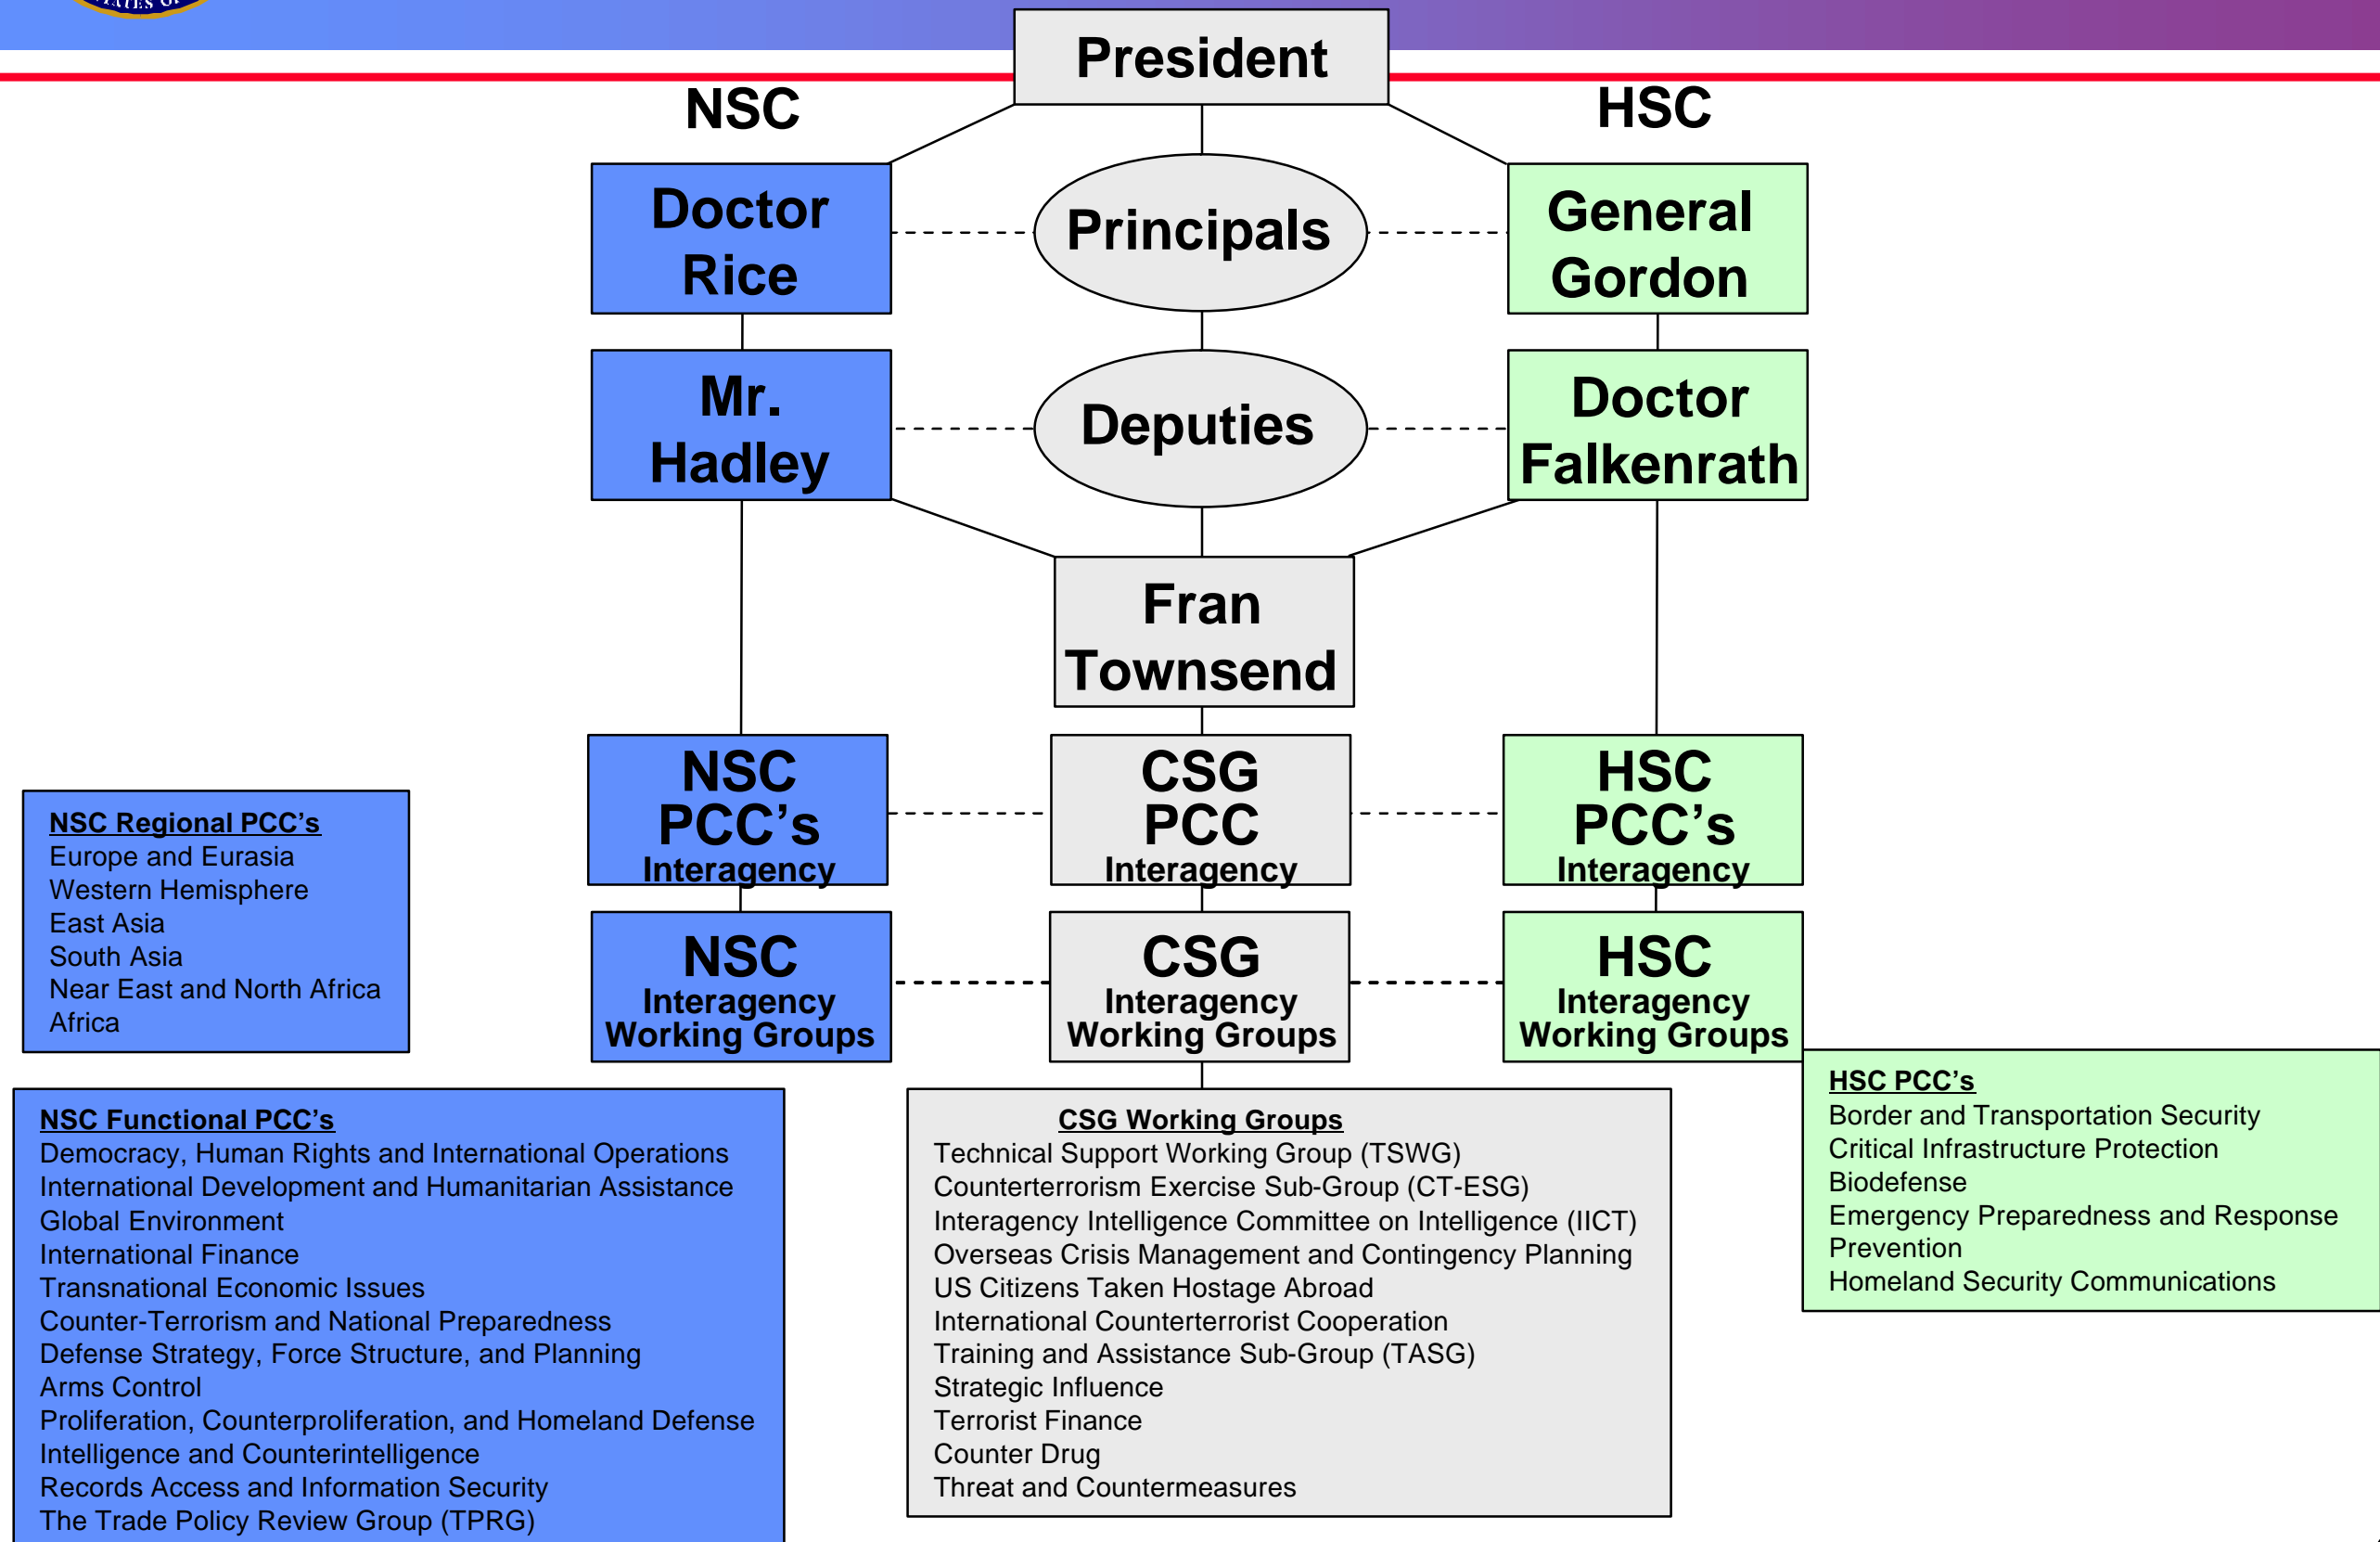 TATES OF
President
NSC
HSC
Doctor
Rice
Principals
General
Gordon
Mr.
Hadley
Deputies
Doctor
Falkenrath
Fran
Townsend
NSC
PCC’s
Interagency
CSG
PCC
Interagency
HSC
PCC’s
Interagency
NSC
Interagency
Working Groups
CSG
Interagency
Working Groups
HSC
Interagency
Working Groups
NSC Regional PCC’s
Europe and Eurasia
Western Hemisphere
East Asia
South Asia
Near East and North Africa
Africa
NSC Functional PCC’s
Democracy, Human Rights and International Operations
International Development and Humanitarian Assistance
Global Environment
International Finance
Transnational Economic Issues
Counter-Terrorism and National Preparedness
Defense Strategy, Force Structure, and Planning
Arms Control
Proliferation, Counterproliferation, and Homeland Defense
Intelligence and Counterintelligence
Records Access and Information Security
The Trade Policy Review Group (TPRG)
CSG Working Groups
Technical Support Working Group (TSWG)
Counterterrorism Exercise Sub-Group (CT-ESG)
Interagency Intelligence Committee on Intelligence (IICT)
Overseas Crisis Management and Contingency Planning
US Citizens Taken Hostage Abroad
International Counterterrorist Cooperation
Training and Assistance Sub-Group (TASG)
Strategic Influence
Terrorist Finance
Counter Drug
Threat and Countermeasures
HSC PCC’s
Border and Transportation Security
Critical Infrastructure Protection
Biodefense
Emergency Preparedness and Response
Prevention
Homeland Security Communications